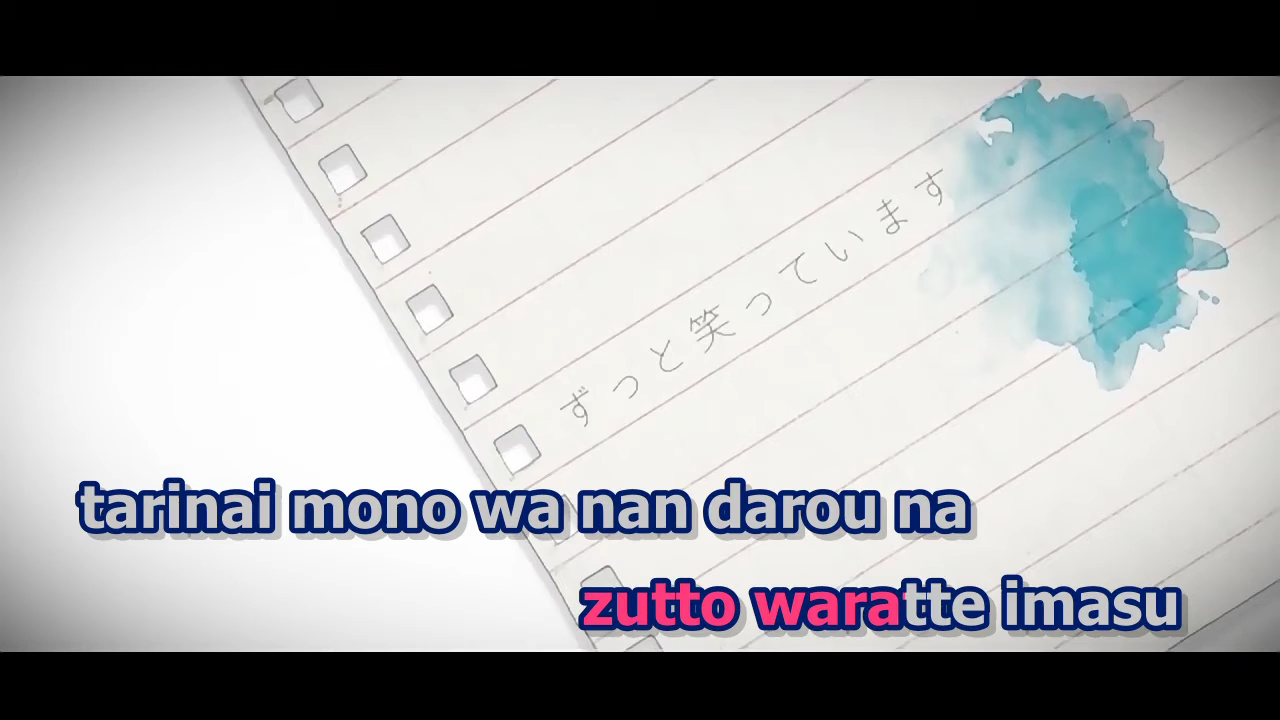 ずっと笑っています
tarinai mono wa nan darou na
zutto waratte imasu